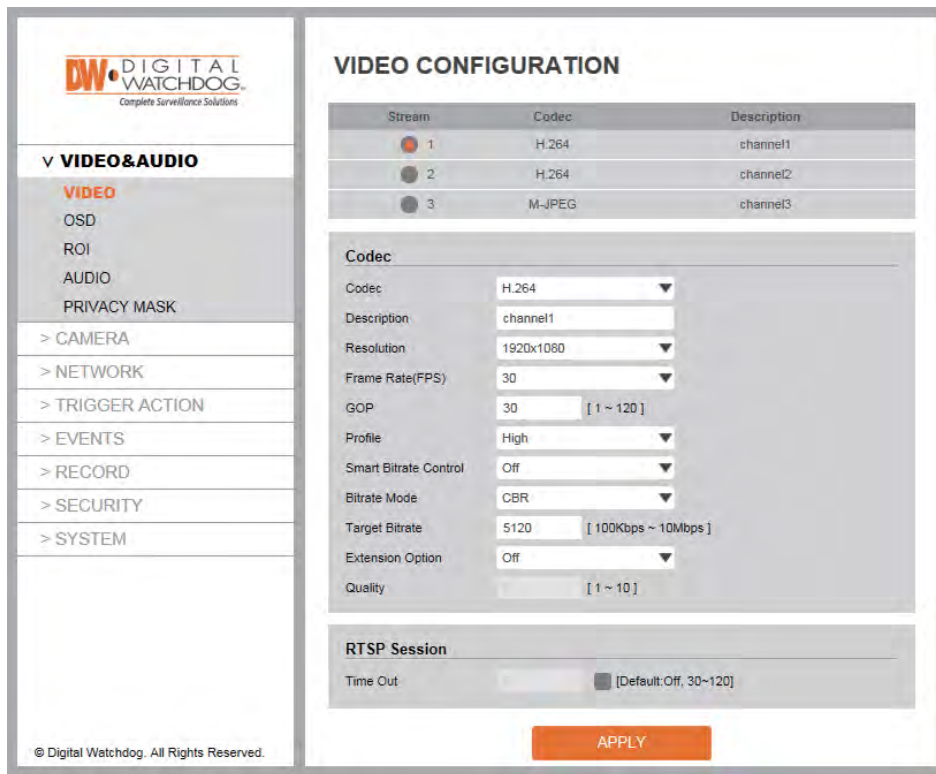 DW DIGITAL
WATCHDOG®
Complete Surveillance Solutions
v VIDEO&AUDIO
VIDEO
OSD
ROI
AUDIO
PRIVACY MASK
> CAMERA
> NETWORK
> TRIGGER ACTION
> EVENTS
> RECORD
> SECURITY
> SYSTEM
© Digital Watchdog. All Rights Reserved.
VIDEO CONFIGURATION
Stream Codec Description
1 H.264 channel1
2 H.264 channel2
3 M-JPEG channel3
Codec
Codec H.264
Description channel1
Resolution 1920x1080
Frame Rate(FPS) 30
GOP 30 [ 1 ~ 120 ]
Profile High
Smart Bitrate Control Off
Bitrate Mode CBR
Target Bitrate 5120 [ 100Kbps ~ 10Mbps ]
Extension Option Off
Quality [ 1 ~ 10 ]
RTSP Session
Time Out [Default:Off, 30~120]
APPLY